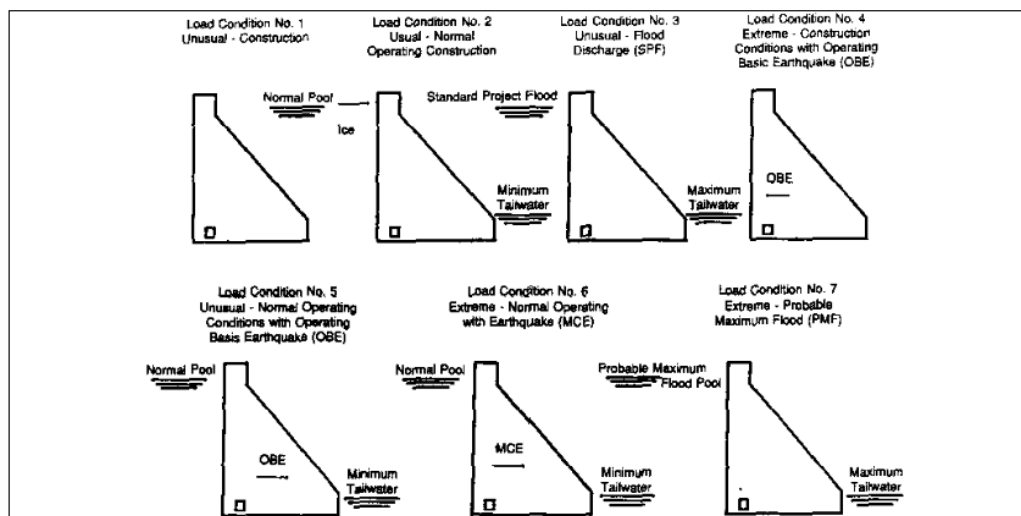 Load Condition No. 1
Unusual - Construction
Load Condition No. 2
Usual - Normal
Operating Construction
Load Condition No. 3
Unusual - Flood
Discharge (SPF)
Load Condition No. 4
Extreme - Construction
Conditions with Operating
Basic Earthquake (OBE)
Normal Pool
Ice
Standard Project Flood
Minimum
Tailwater
Maximum
Tailwater
OBE
Load Condition No. 5
Unusual - Normal Operating
Conditions with Operating
Basis Earthquake (OBE)
Load Condition No. 6
Extreme - Normal Operating
with Earthquake (MCE)
Load Condition No. 7
Extreme - Probable
Maximum Flood (PMF)
Normal Pool
OBE
Minimum
Tailwater
Normal Pool
MCE
Minimum
Tailwater
Probable Maximum
Flood Pool
Maximum
Tailwater